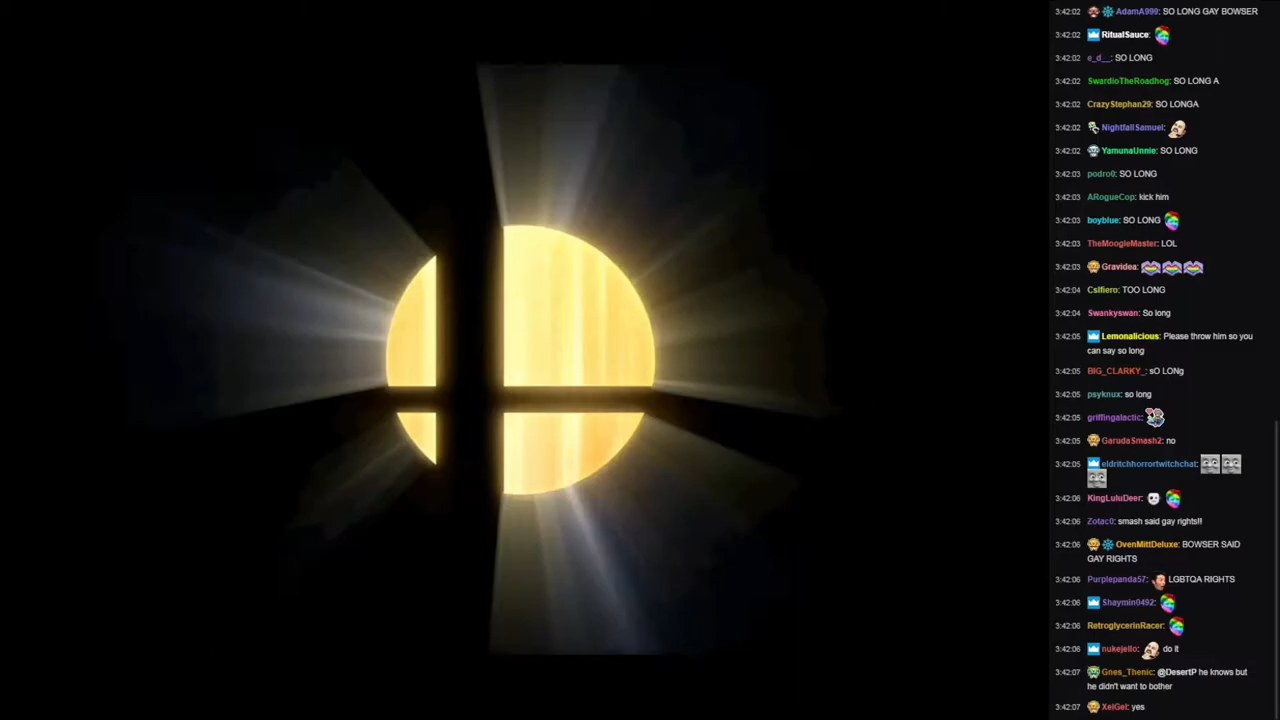 3:42:02 AdamA999: SO LONG GAY BOWSER
3:42:02 RitualSauce:
3:42:02 e_d__: SO LONG
3:42:02 SwardioTheRoadhog: SO LONG A
3:42:02 CrazyStephan29: SO LONGA
3:42:02 NightfallSamuel:
3:42:02 YamunaUnnie: SO LONG
3:42:03 podro0: SO LONG
3:42:03 ARogueCop: kick him
3:42:03 boyblue: SO LONG
3:42:03 TheMoogleMaster: LOL
3:42:03 Gravidea:
3:42:04 Cslfiero: TOO LONG
3:42:04 Swankyswan: So long
3:42:05 Lemonalicious: Please throw him so you
can say so long
3:42:05 BIG_CLARKY_: sO LONg
3:42:05 psyknux: so long
3:42:05 griffingalactic:
3:42:05 GarudaSmash2: no
3:42:05 eldritchhorrortwitchchat:
3:42:06 KingLuluDeer:
3:42:06 Zotac0: smash said gay rights!!
3:42:06 OvenMittDeluxe: BOWSER SAID
GAY RIGHTS
3:42:06 Purplepanda57: LGBTQA RIGHTS
3:42:06 Shaymin0492:
3:42:06 RetroglycerinRacer:
3:42:06 nukejello: do it
3:42:07 Gnes_Thenic: @DesertP he knows but
he didn't want to bother
3:42:07 XelGel: yes